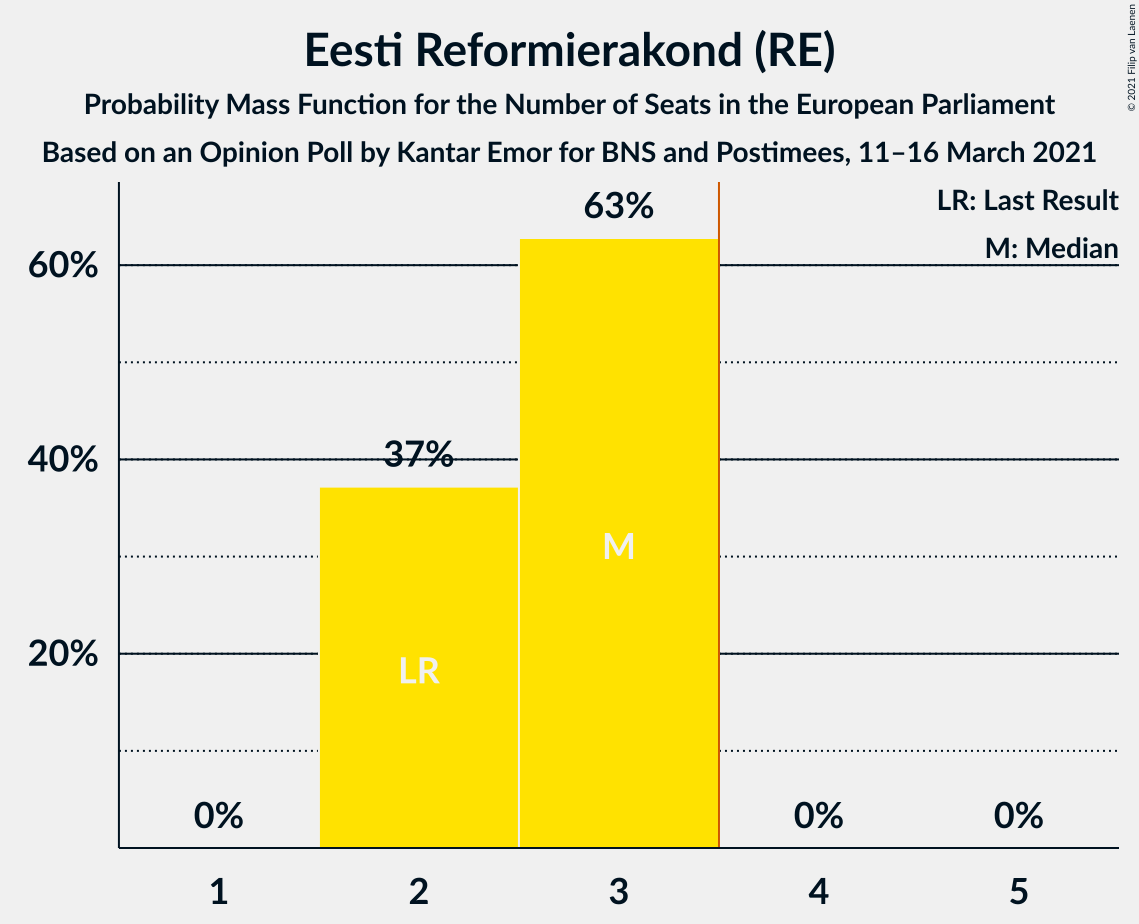 Eesti Reformierakond (RE)
Probability Mass Function for the Number of Seats in the European Parliament
Based on an Opinion Poll by Kantar Emor for BNS and Postimees, 11–16 March 2021
© 2021 Filip van Laenen
LR: Last Result
M: Median
63%
60%
37%
40%
M
20%
LR
0%
0%
0%
1
2
3
4
5